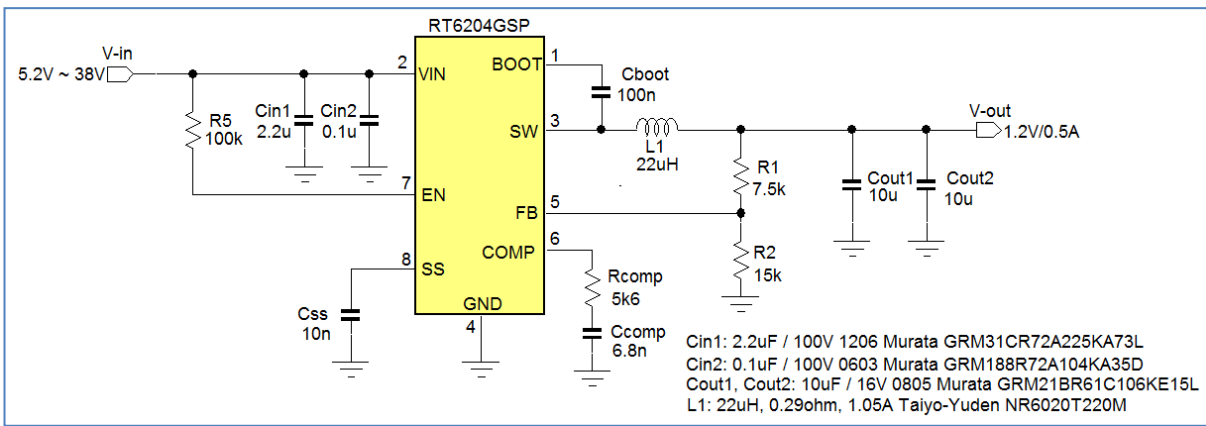 RT6204GSP
V-in
5.2V ~ 38V
2
VIN
BOOT
1
Cboot
100n
R5
100k
Cin1
2.2u
Cin2
0.1u
SW
3
L1
22uH
V-out
1.2V/0.5A
R1
7.5k
Cout1
10u
Cout2
10u
7
EN
FB
5
COMP
6
R2
15k
8
SS
Rcomp
5k6
Css
10n
GND
4
Ccomp
6.8n
Cin1: 2.2uF / 100V 1206 Murata GRM31CR72A225KA73L
Cin2: 0.1uF / 100V 0603 Murata GRM188R72A104KA35D
Cout1, Cout2: 10uF / 16V 0805 Murata GRM21BR61C106KE15L
L1: 22uH, 0.29ohm, 1.05A Taiyo-Yuden NR6020T220M